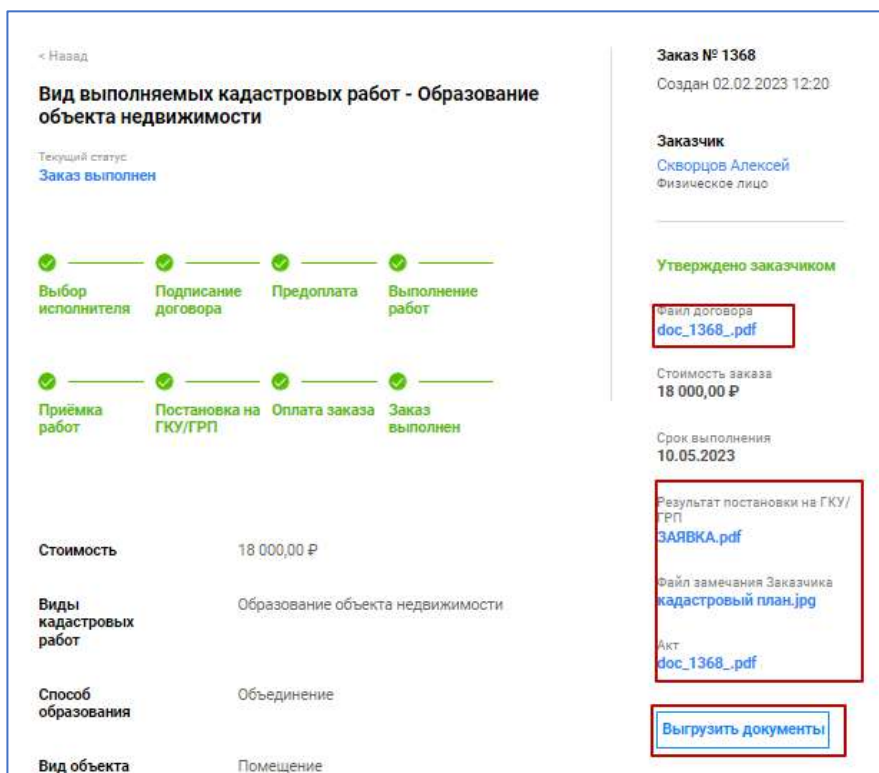 < Назад
Вид выполняемых кадастровых работ - Образование
объекта недвижимости
Текущий статус
Заказ выполнен
Выбор
исполнителя
Подписание
договора
Предоплата
Выполнение
работ
Приёмка
работ
Постановка на
ГКУ/ГРП
Оплата заказа
Заказ
выполнен
Стоимость
18 000,00 ₽
Виды
кадастровых
работ
Образование объекта недвижимости
Способ
образования
Объединение
Вид объекта
Помещение
Заказ № 1368
Создан 02.02.2023 12:20
Заказчик
Скворцов Алексей
Физическое лицо
Утверждено заказчиком
Файл договора
doc_1368_.pdf
Стоимость заказа
18 000,00 ₽
Срок выполнения
10.05.2023
Результат постановки на ГКУ/
ГРП
ЗАЯВКА.pdf
Файл замечания Заказчика
кадастровый план.jpg
Акт
doc_1368_.pdf
Выгрузить документы